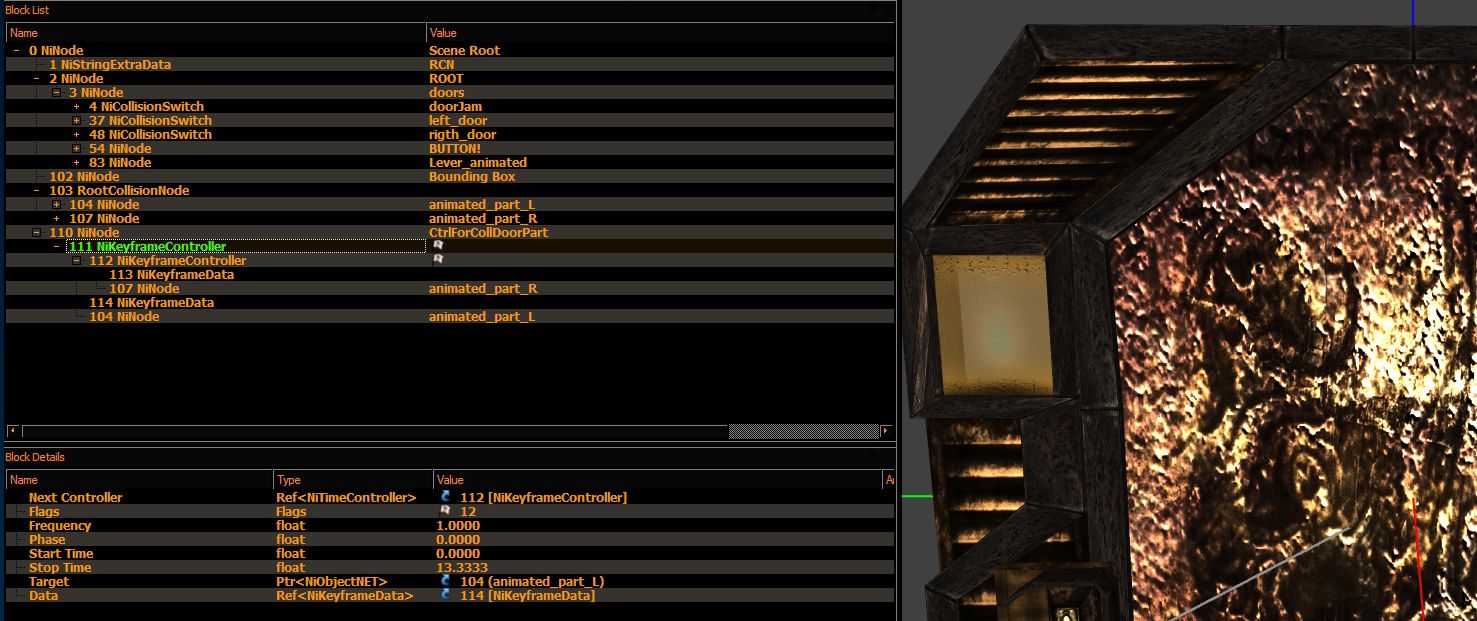 Block List
Name Value
0 NiNode Scene Root
1 NiStringExtraData RCN
2 NiNode ROOT
3 NiNode doors
4 NiCollisionSwitch doorJam
37 NiCollisionSwitch left_door
48 NiCollisionSwitch rigth_door
54 NiNode BUTTON!
83 NiNode Lever_animated
102 NiNode Bounding Box
103 RootCollisionNode
104 NiNode animated_part_L
107 NiNode animated_part_R
110 NiNode CtrlForCollDoorPart
111 NiKeyframeController
112 NiKeyframeController
113 NiKeyframeData
107 NiNode animated_part_R
114 NiKeyframeData
104 NiNode animated_part_L
Block Details
Name Type Value
Next Controller Ref<NiTimeController> 112 [NiKeyframeController]
Flags Flags 12
Frequency float 1.0000
Phase float 0.0000
Start Time float 0.0000
Stop Time float 13.3333
Target Ptr<NiObjectNET> 104 (animated_part_L)
Data Ref<NiKeyframeData> 114 [NiKeyframeData]